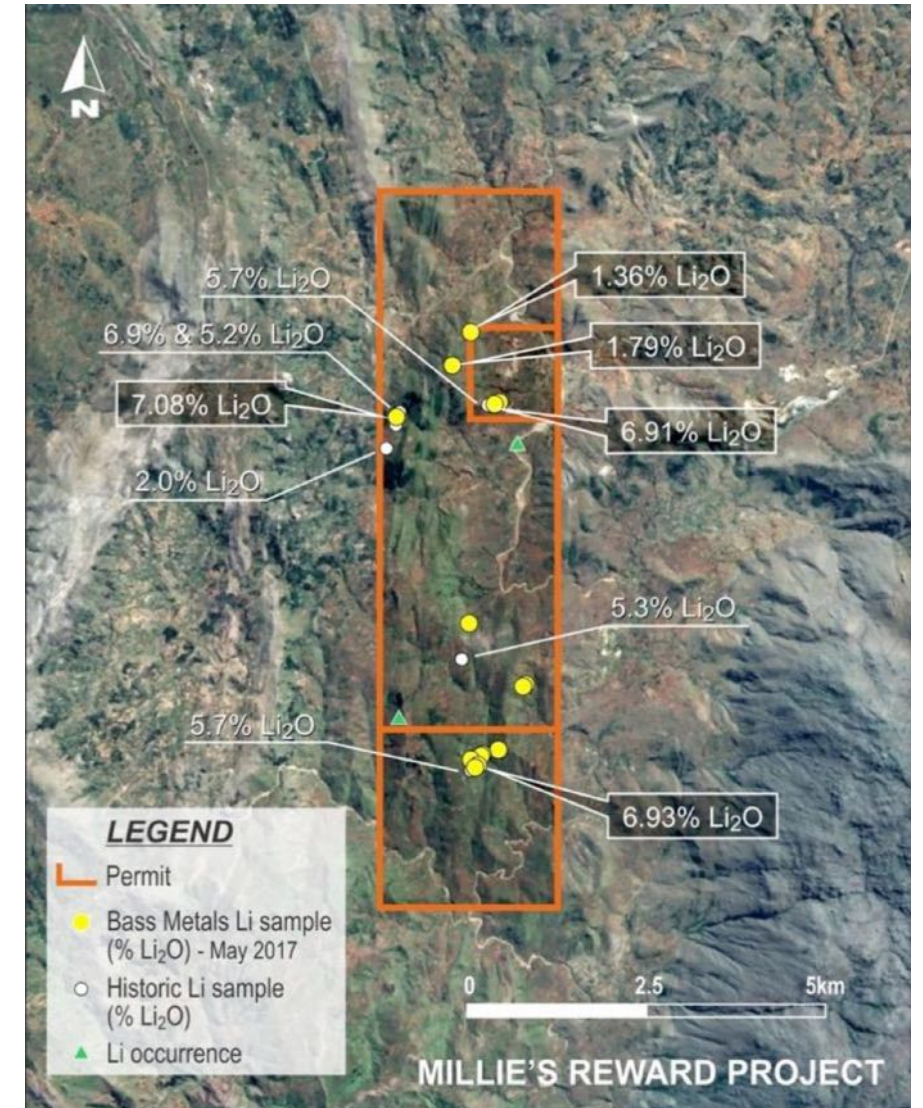 N
5.7% Li₂O
1.36% Li₂O
6.9% & 5.2% Li₂O
1.79% Li₂O
7.08% Li₂O
6.91% Li₂O
2.0% Li₂O
5.3% Li₂O
5.7% Li₂O
6.93% Li₂O
LEGEND
Permit
Bass Metals Li sample
(% Li₂O) - May 2017
Historic Li sample
(% Li₂O)
Li occurrence
0 2.5 5km
MILLIE'S REWARD PROJECT